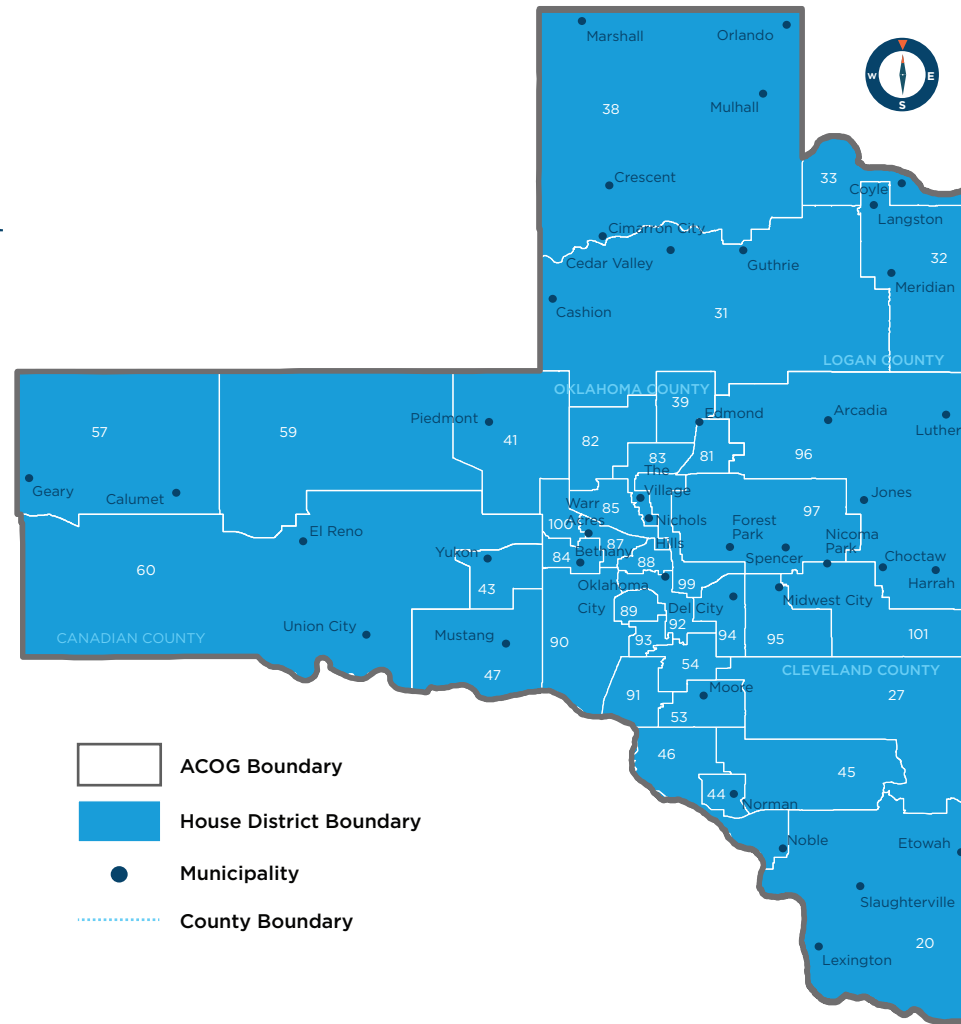 Marshall
Orlando
W
E
S
Mulhall
38
Crescent
33
Coyle
Langston
Cimarron City
Cedar Valley
Guthrie
32
Meridian
Cashion
31
LOGAN COUNTY
OKLAHOMA COUNTY
39
Piedmont
Edmond
Arcadia
Luther
57
59
41
82
83
81
96
The
Village
Geary
Calumet
Warr
Acres
85
Jones
97
100
Nichols
Hills
Forest
Park
Nicoma
Park
El Reno
87
Yukon
84
Bethany
88
Spencer
Choctaw
60
Harrah
43
Oklahoma
City
99
Del City
Midwest City
89
92
Union City
Mustang
90
93
94
95
101
CANADIAN COUNTY
54
CLEVELAND COUNTY
47
91
Moore
27
53
46
45
ACOG Boundary
44
Norman
House District Boundary
Noble
Etowah
Municipality
Slaughterville
County Boundary
20
Lexington